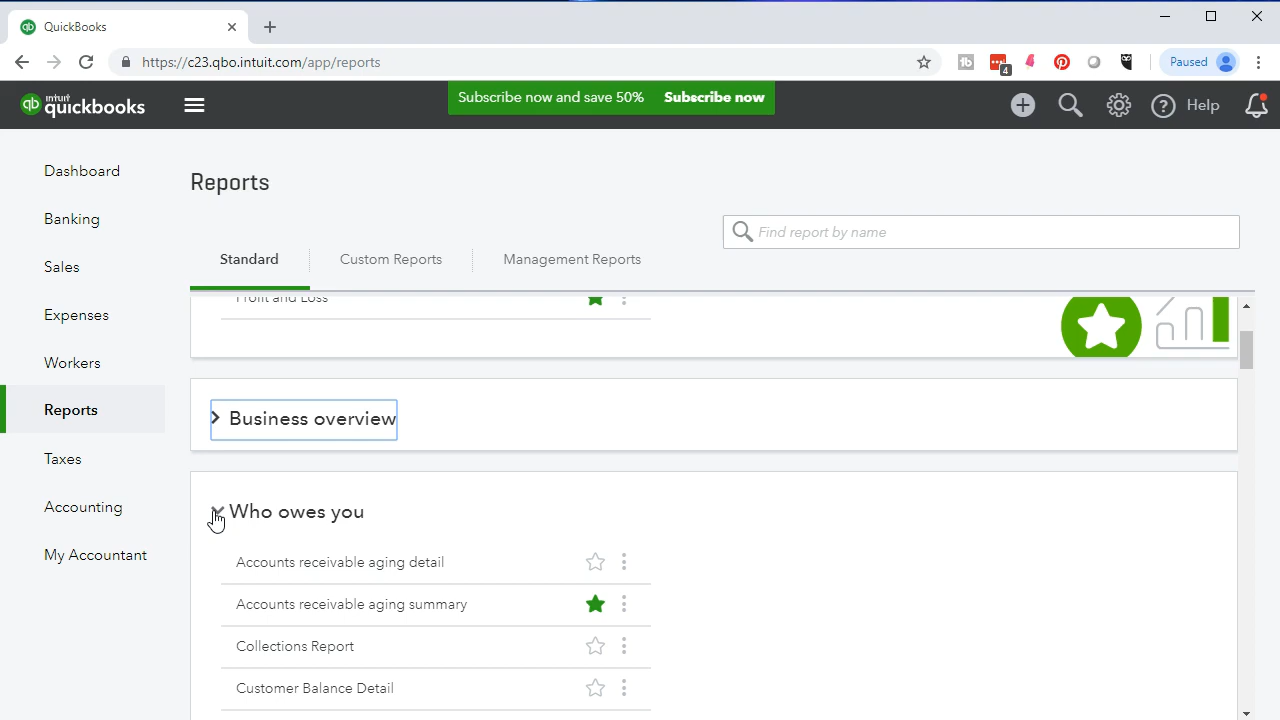 QuickBooks
https://c23.qbo.intuit.com/app/reports
4
Paused
intuit
quickbooks
Subscribe now and save 50% Subscribe now
Help
Dashboard
Banking
Sales
Expenses
Workers
Reports
Taxes
Accounting
My Accountant
Reports
Find report by name
Standard
Custom Reports
Management Reports
Profit and Loss
Business overview
Who owes you
Accounts receivable aging detail
Accounts receivable aging summary
Collections Report
Customer Balance Detail